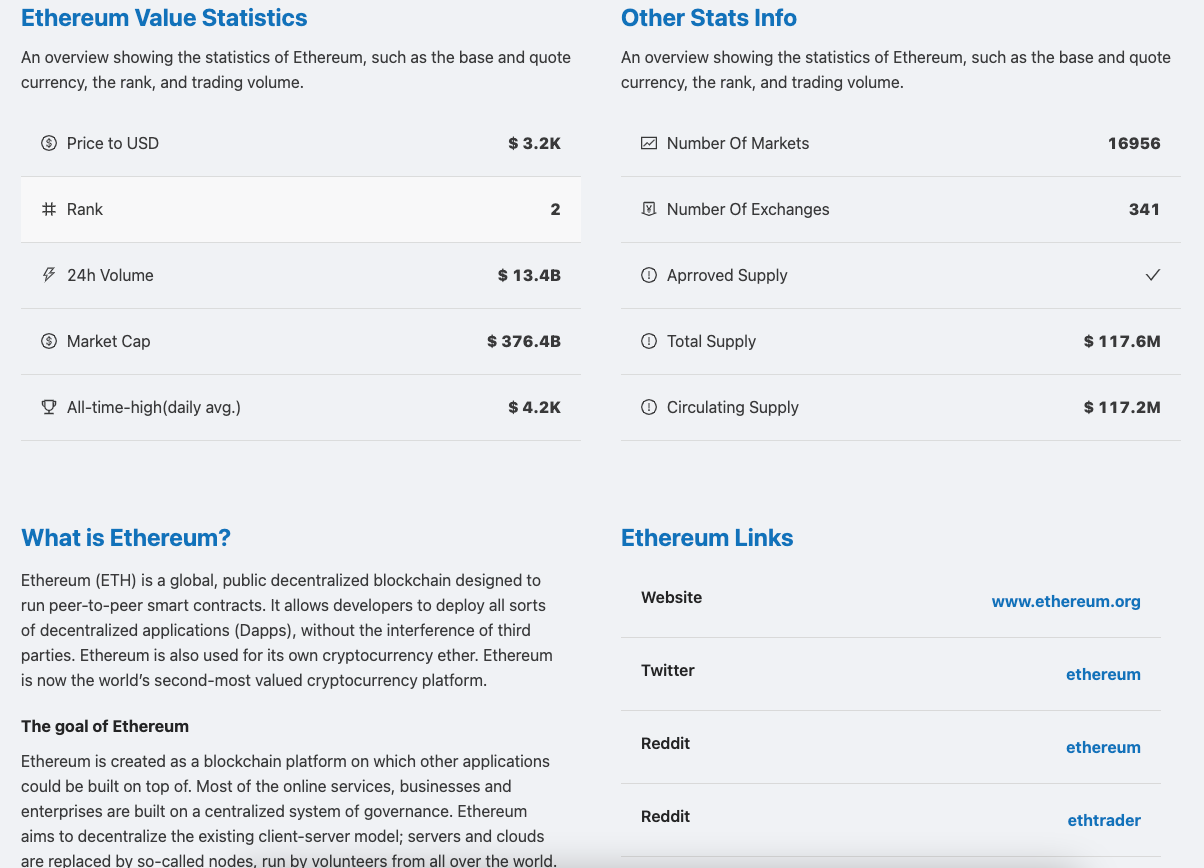 Ethereum Value Statistics
An overview showing the statistics of Ethereum, such as the base and quote
currency, the rank, and trading volume.
Price to USD $ 3.2K
Rank 2
24h Volume $ 13.4B
Market Cap $ 376.4B
All-time-high(daily avg.) $ 4.2K
Other Stats Info
An overview showing the statistics of Ethereum, such as the base and quote
currency, the rank, and trading volume.
Number Of Markets 16956
Number Of Exchanges 341
Aprroved Supply
Total Supply $ 117.6M
Circulating Supply $ 117.2M
What is Ethereum?
Ethereum (ETH) is a global, public decentralized blockchain designed to
run peer-to-peer smart contracts. It allows developers to deploy all sorts
of decentralized applications (Dapps), without the interference of third
parties. Ethereum is also used for its own cryptocurrency ether. Ethereum
is now the world's second-most valued cryptocurrency platform.
The goal of Ethereum
Ethereum is created as a blockchain platform on which other applications
could be built on top of. Most of the online services, businesses and
enterprises are built on a centralized system of governance. Ethereum
aims to decentralize the existing client-server model; servers and clouds
are replaced by so-called nodes, run by volunteers from all over the world.
Ethereum Links
Website www.ethereum.org
Twitter ethereum
Reddit ethereum
Reddit ethtrader